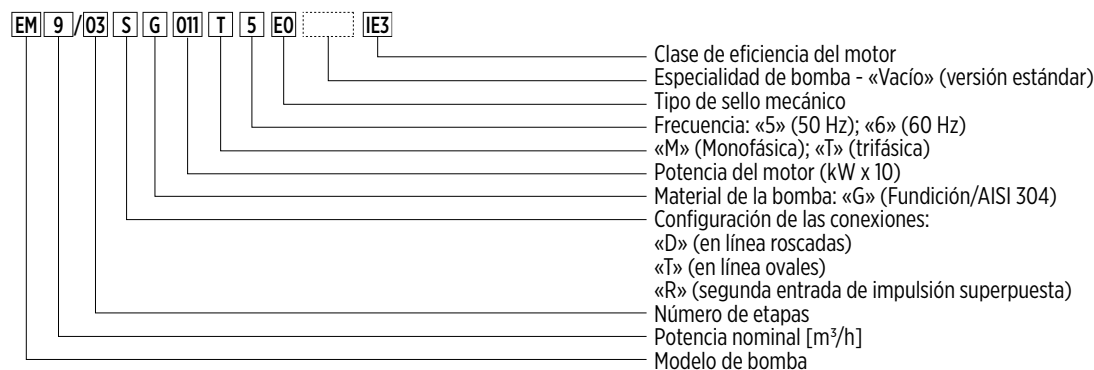 EM 9 / 03 S G 011 T 5 E0 IE3
Clase de eficiencia del motor
Especialidad de bomba - «Vacío» (versión estándar)
Tipo de sello mecánico
Frecuencia: «5» (50 Hz); «6» (60 Hz)
«M» (Monofásica); «T» (trifásica)
Potencia del motor (kW x 10)
Material de la bomba: «G» (Fundición/AISI 304)
Configuración de las conexiones:
«D» (en línea roscadas)
«T» (en línea ovales)
«R» (segunda entrada de impulsión superpuesta)
Número de etapas
Potencia nominal [m³/h]
Modelo de bomba